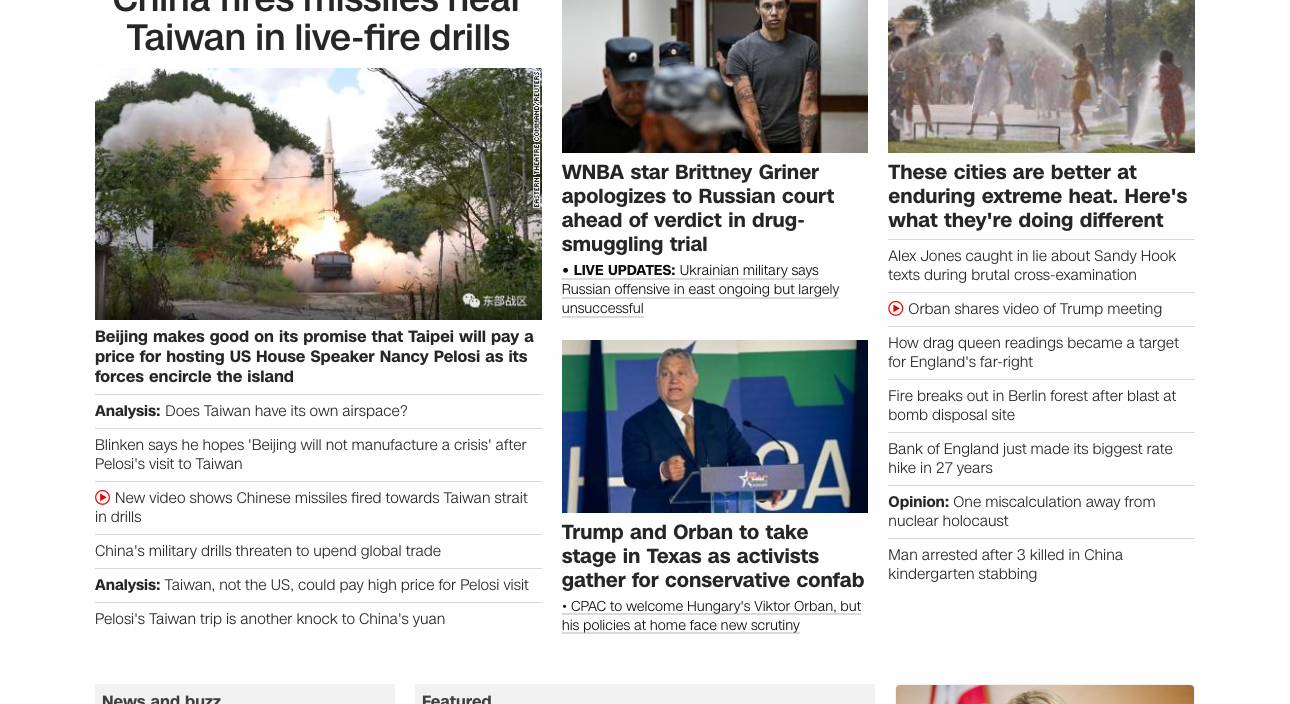 China fires missiles near
Taiwan in live-fire drills
EASTERN THEATRE COMMAND/REUTERS
东部战区
Beijing makes good on its promise that Taipei will pay a
price for hosting US House Speaker Nancy Pelosi as its
forces encircle the island
Analysis: Does Taiwan have its own airspace?
Blinken says he hopes 'Beijing will not manufacture a crisis' after
Pelosi's visit to Taiwan
New video shows Chinese missiles fired towards Taiwan strait
in drills
China's military drills threaten to upend global trade
Analysis: Taiwan, not the US, could pay high price for Pelosi visit
Pelosi's Taiwan trip is another knock to China's yuan
WNBA star Brittney Griner
apologizes to Russian court
ahead of verdict in drug-
smuggling trial
• LIVE UPDATES: Ukrainian military says
Russian offensive in east ongoing but largely
unsuccessful
CPAC
Trump and Orban to take
stage in Texas as activists
gather for conservative confab
• CPAC to welcome Hungary's Viktor Orban, but
his policies at home face new scrutiny
These cities are better at
enduring extreme heat. Here's
what they're doing different
Alex Jones caught in lie about Sandy Hook
texts during brutal cross-examination
Orban shares video of Trump meeting
How drag queen readings became a target
for England's far-right
Fire breaks out in Berlin forest after blast at
bomb disposal site
Bank of England just made its biggest rate
hike in 27 years
Opinion: One miscalculation away from
nuclear holocaust
Man arrested after 3 killed in China
kindergarten stabbing
News and buzz
Featured